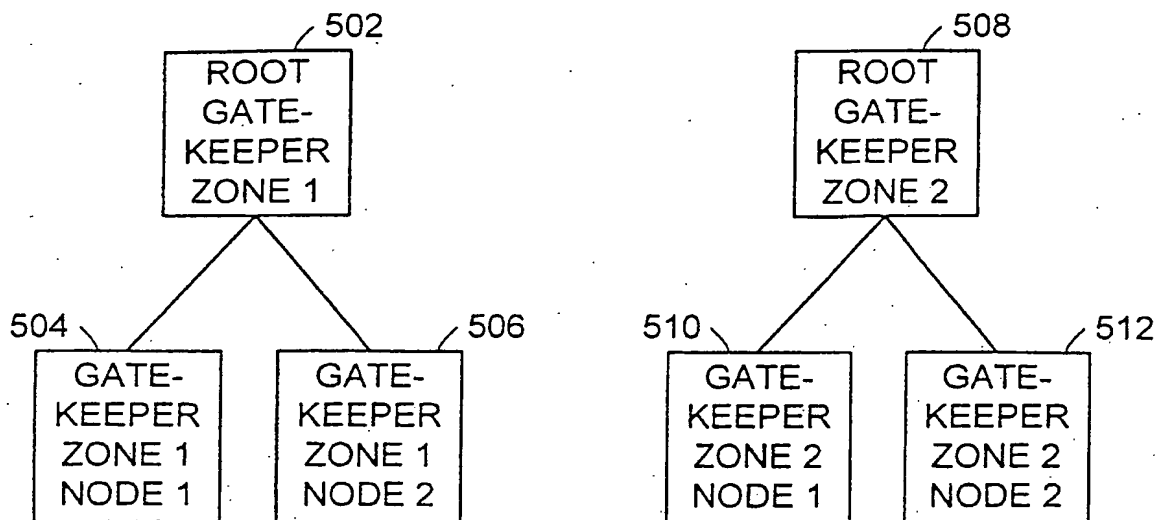 502
ROOT
GATE-
KEEPER
ZONE 1
508
ROOT
GATE-
KEEPER
ZONE 2
504
GATE-
KEEPER
ZONE 1
NODE 1
506
GATE-
KEEPER
ZONE 1
NODE 2
510
GATE-
KEEPER
ZONE 2
NODE 1
512
GATE-
KEEPER
ZONE 2
NODE 2